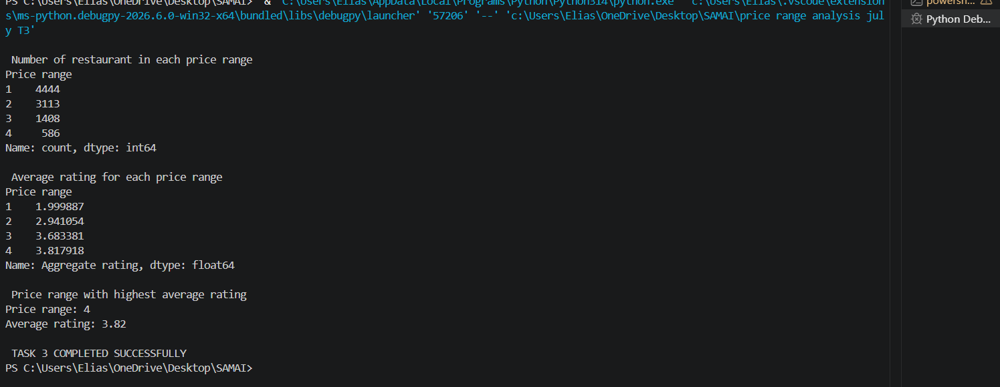 PS C:\Users\Elias\OneDrive\Desktop\SAMAI> & 'C:\Users\Elias\AppData\Local\Programs\Python\Python314\python.exe' 'c:\Users\Elias\.vscode\extension
s\ms-python.debugpy-2026.6.0-win32-x64\bundled\libs\debugpy\launcher' '57206' '--' 'c:\Users\Elias\OneDrive\Desktop\SAMAI\price range analysis jul
y T3'
Number of restaurant in each price range
Price range
1 4444
2 3113
3 1408
4 586
Name: count, dtype: int64
Average rating for each price range
Price range
1 1.999887
2 2.941054
3 3.683381
4 3.817918
Name: Aggregate rating, dtype: float64
Price range with highest average rating
Price range: 4
Average rating: 3.82
TASK 3 COMPLETED SUCCESSFULLY
PS C:\Users\Elias\OneDrive\Desktop\SAMAI>
powersh...
Python Deb...